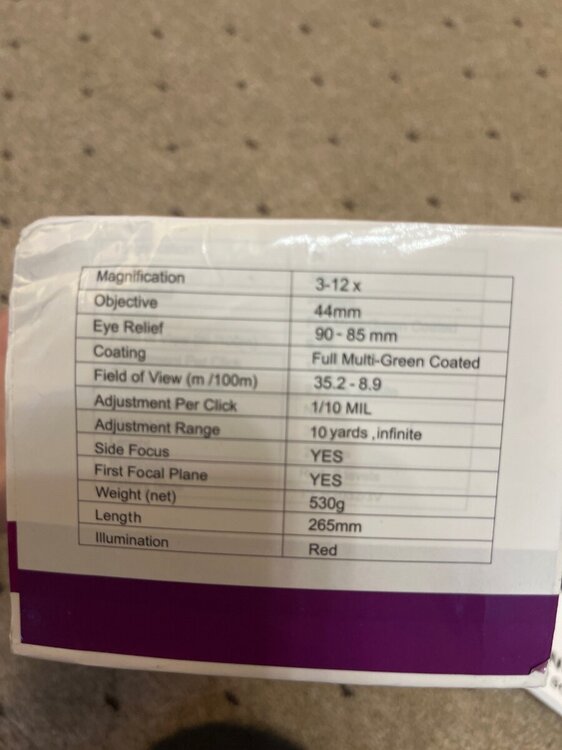 Magnification 3-12 x
Objective 44mm
Eye Relief 90 - 85 mm
Coating Full Multi-Green Coated
Field of View (m /100m) 35.2 - 8.9
Adjustment Per Click 1/10 MIL
Adjustment Range 10 yards ,infinite
Side Focus YES
First Focal Plane YES
Weight (net) 530g
Length 265mm
Illumination Red